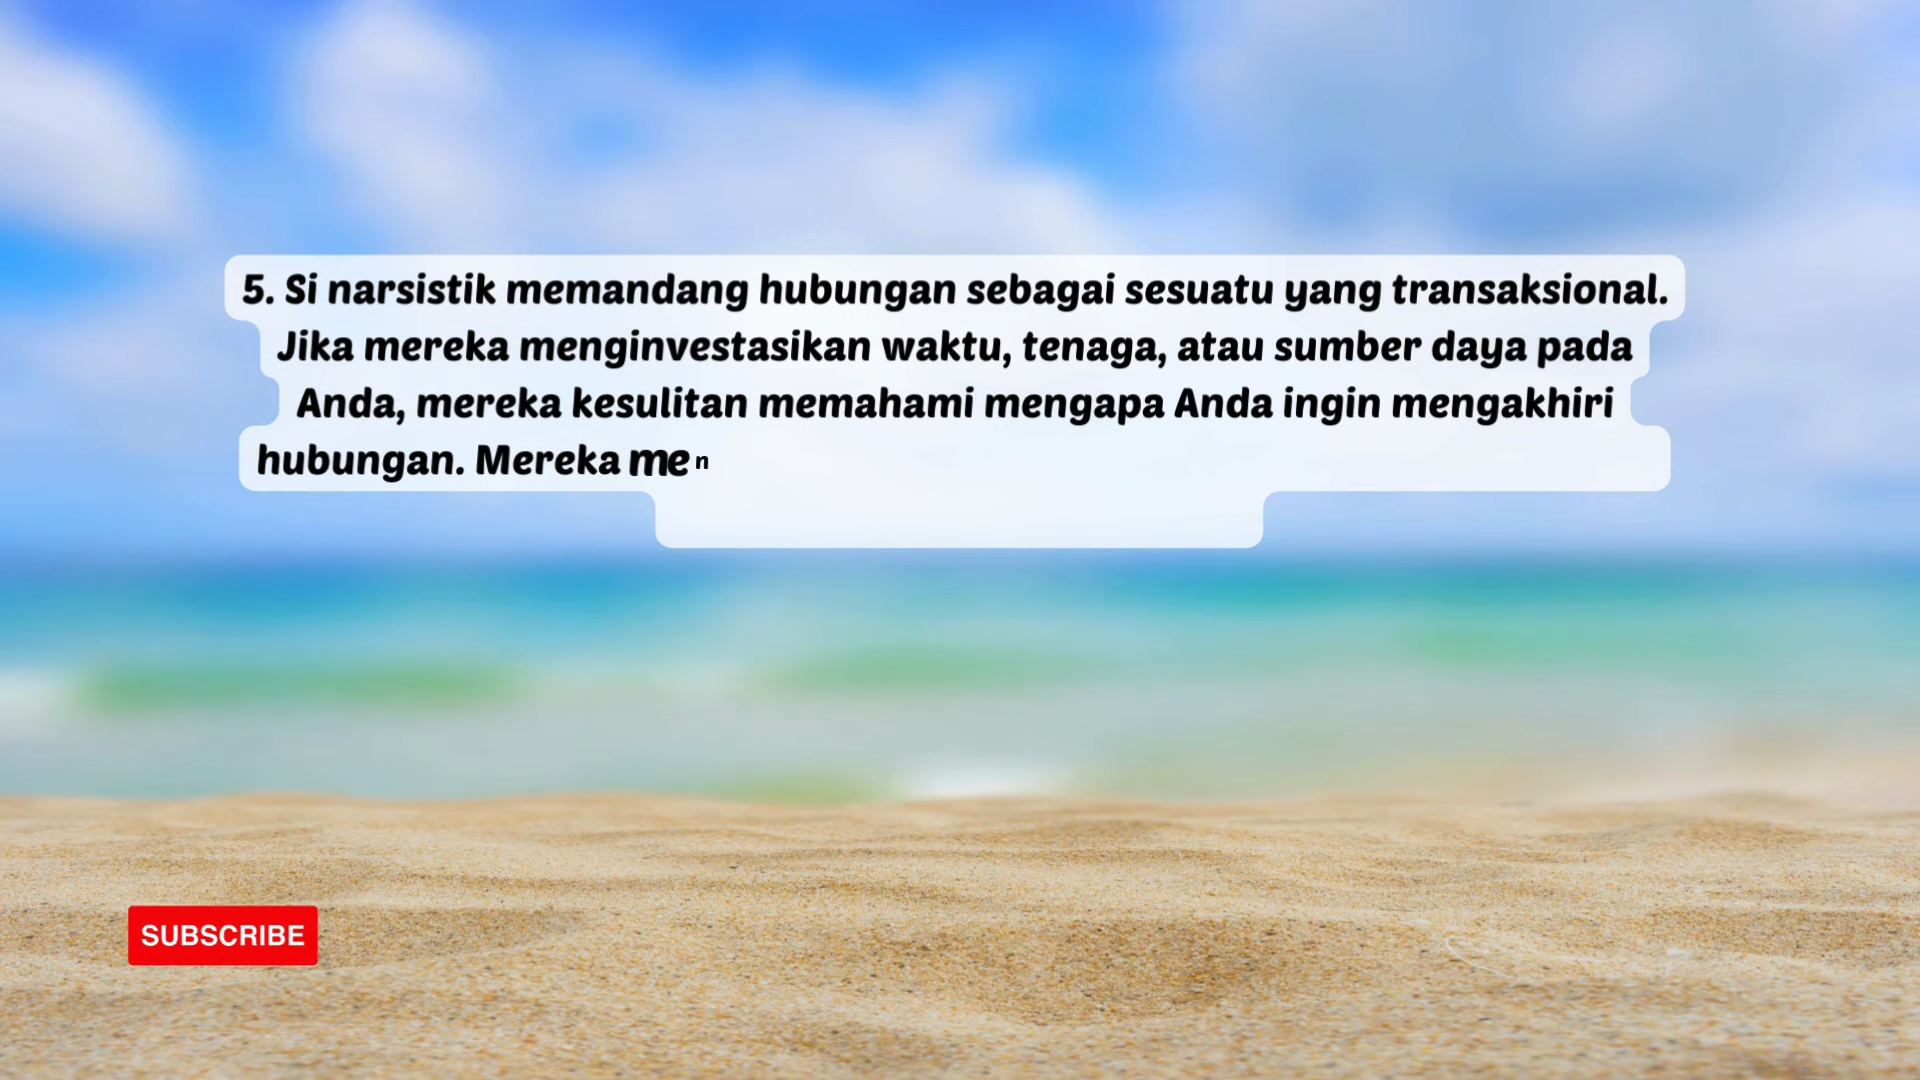 5. Si narsistik memandang hubungan sebagai sesuatu yang transaksional.
Jika mereka menginvestasikan waktu, tenaga, atau sumber daya pada
Anda, mereka kesulitan memahami mengapa Anda ingin mengakhiri
hubungan. Mereka men
SUBSCRIBE